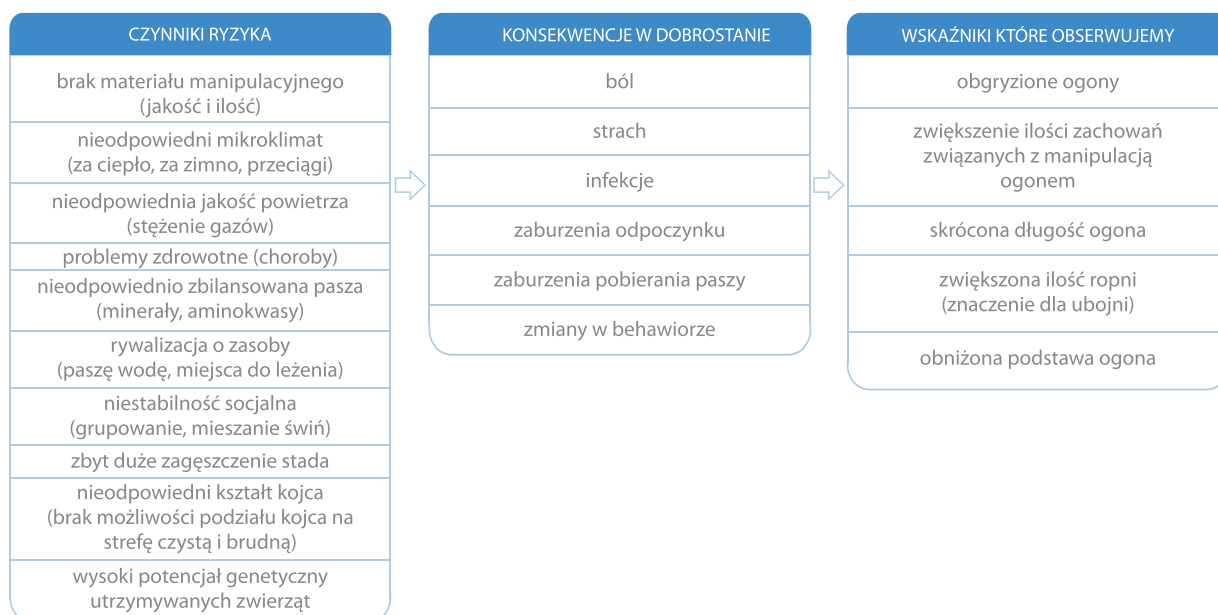 CZYNNIKI RYZYKA
brak materiału manipulacyjnego
(jakość i ilość)
nieodpowiedni mikroklimat
(za ciepło, za zimno, przeciągi)
nieodpowiednia jakość powietrza
(stężenie gazów)
problemy zdrowotne (choroby)
nieodpowiednio zbilansowana pasza
(minerały, aminokwasy)
rywalizacja o zasoby
(paszę wodę, miejsca do leżenia)
niestabilność socjalna
(grupowanie, mieszanie świń)
zbyt duże zagęszczenie stada
nieodpowiedni kształt kojca
(brak możliwości podziału kojca na
strefę czystą i brudną)
wysoki potencjał genetyczny
utrzymywanych zwierząt
KONSEKWENCJE W DOBROSTANIE
ból
strach
infekcje
zaburzenia odpoczynku
zaburzenia pobierania paszy
zmiany w behawiorze
WSKAŹNIKI KTÓRE OBSERWUJEMY
obgryzione ogony
zwiększenie ilości zachowań
związanych z manipulacją
ogonem
skrócona długość ogona
zwiększona ilość ropni
(znaczenie dla ubojni)
obniżona podstawa ogona